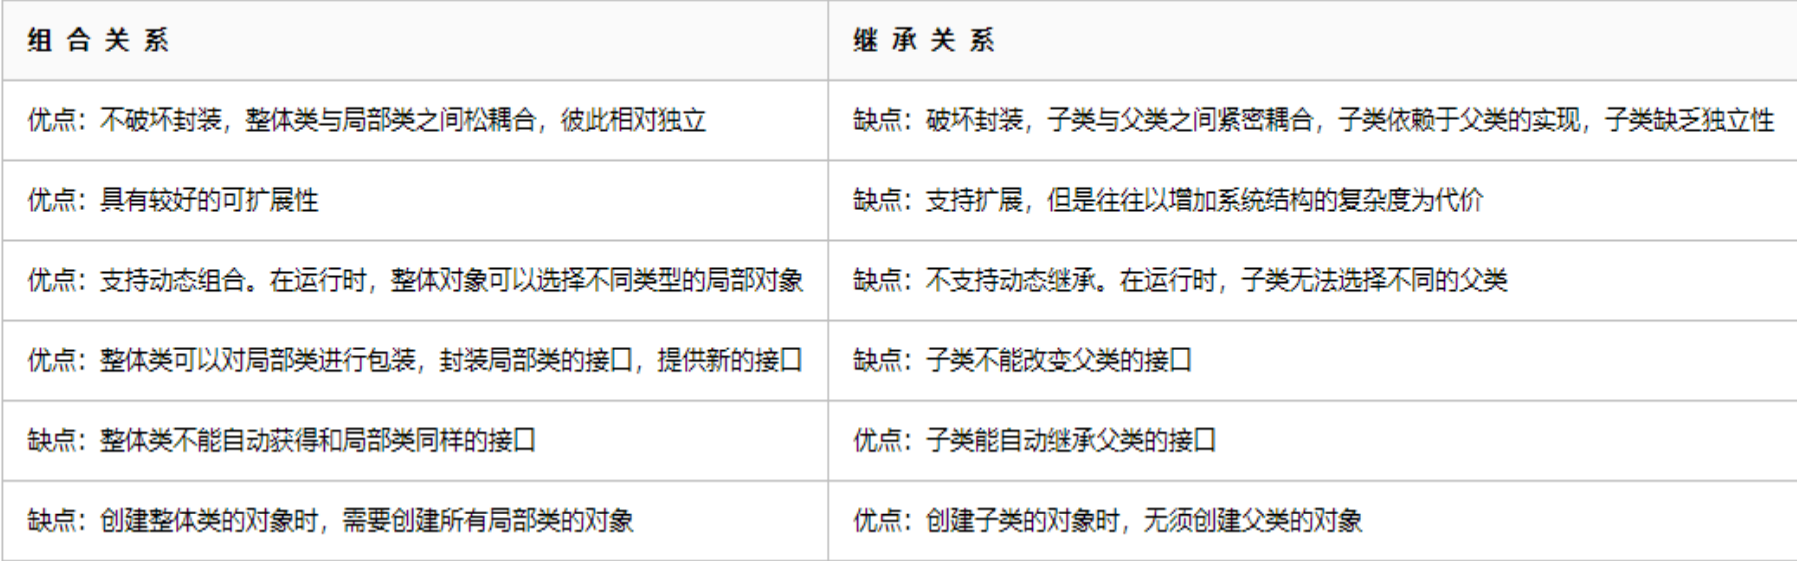 组 合 关 系
继 承 关 系
优点：不破坏封装，整体类与局部类之间松耦合，彼此相对独立
缺点：破坏封装，子类与父类之间紧密耦合，子类依赖于父类的实现，子类缺乏独立性
优点：具有较好的可扩展性
缺点：支持扩展，但是往往以增加系统结构的复杂度为代价
优点：支持动态组合。在运行时，整体对象可以选择不同类型的局部对象
缺点：不支持动态继承。在运行时，子类无法选择不同的父类
优点：整体类可以对局部类进行包装，封装局部类的接口，提供新的接口
缺点：子类不能改变父类的接口
缺点：整体类不能自动获得和局部类同样的接口
优点：子类能自动继承父类的接口
缺点：创建整体类的对象时，需要创建所有局部类的对象
优点：创建子类的对象时，无须创建父类的对象